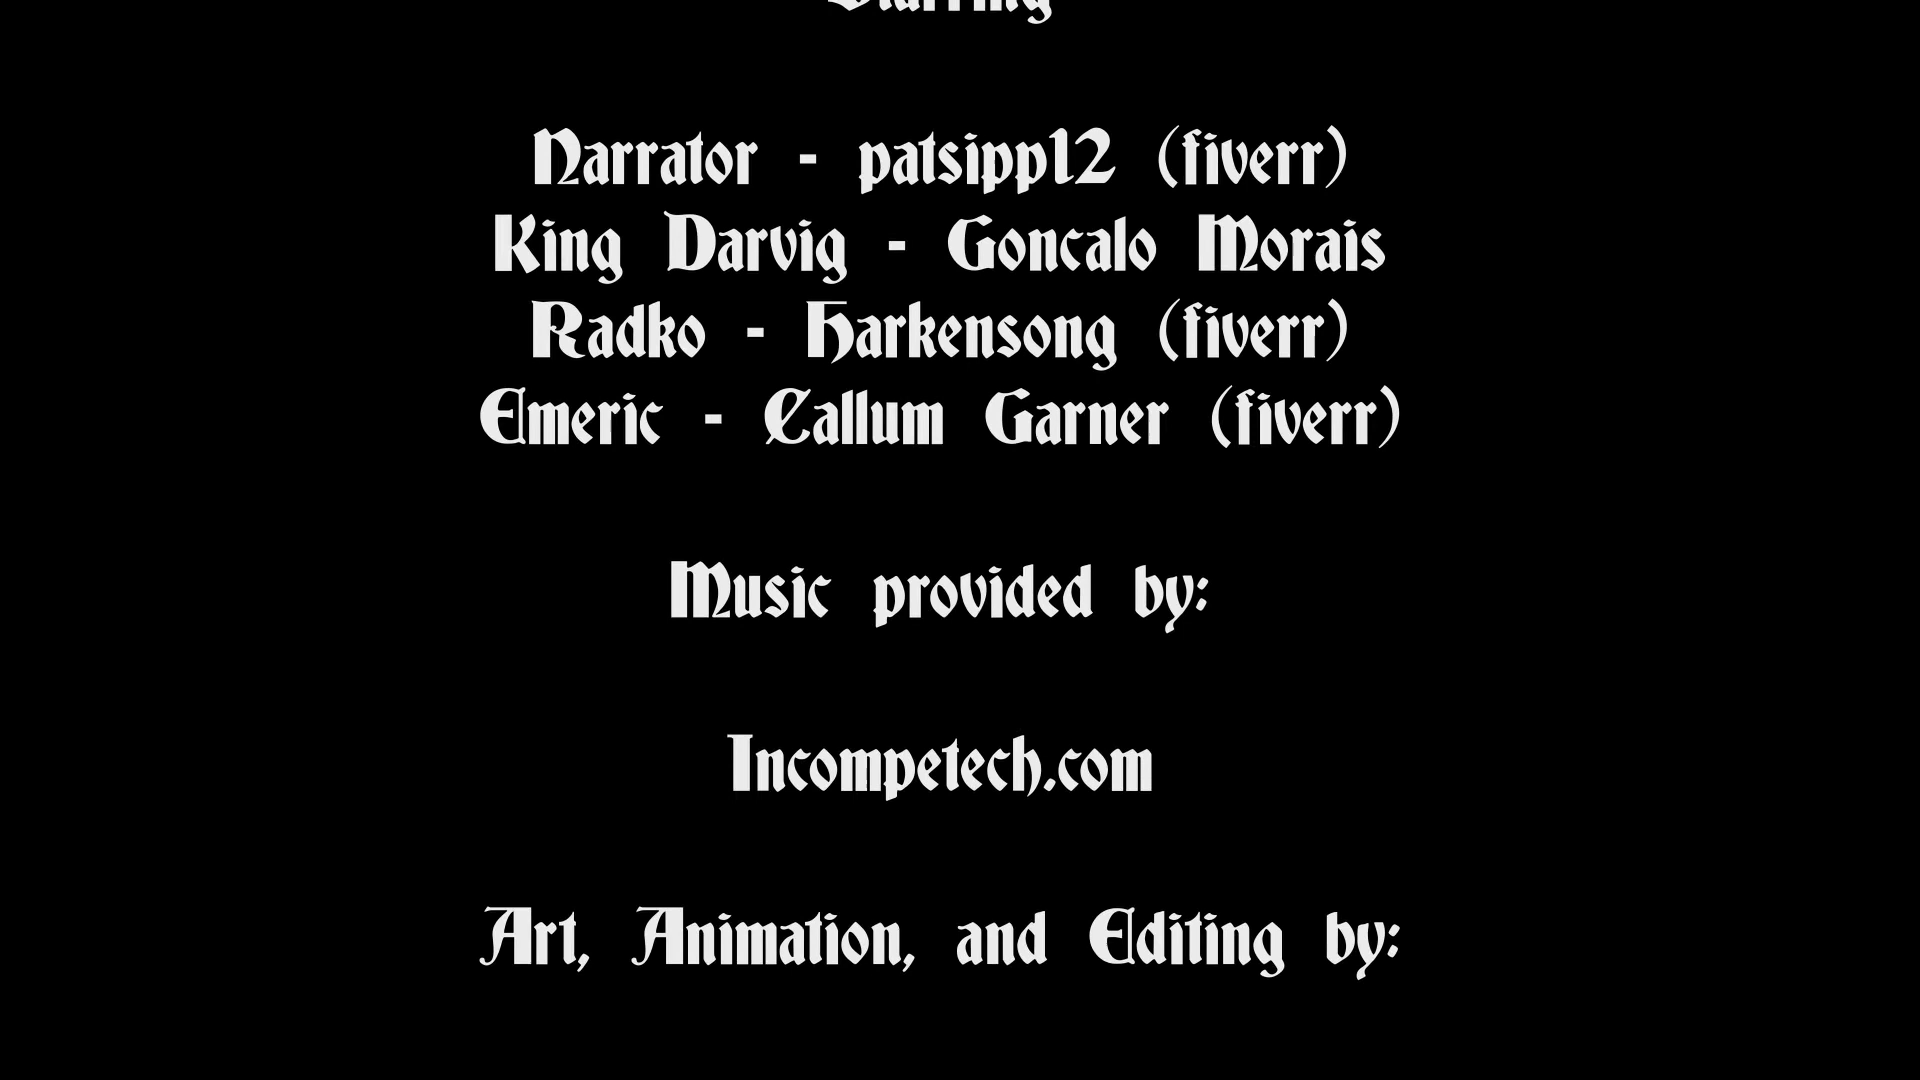 Starring
Narrator - patsipp12 (fiverr)
King Darvig - Goncalo Morais
Radko - Harkensong (fiverr)
Emeric - Callum Garner (fiverr)
Music provided by:
Incompetech.com
Art, Animation, and Editing by: